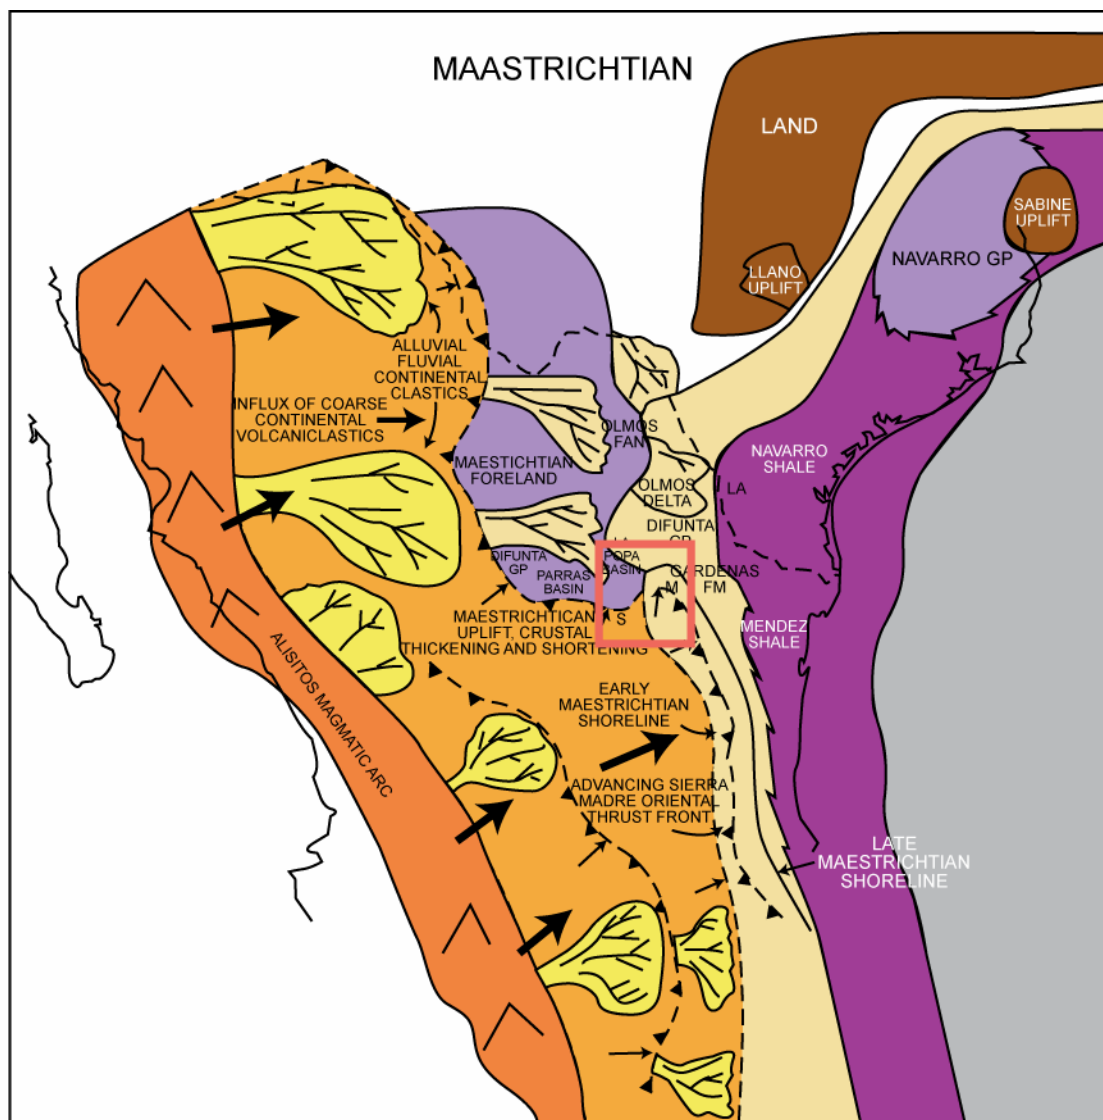 MAASTRICHTIAN
LAND
SABINE
UPLIFT
LLANO
UPLIFT
NAVARRO GP
ALLUVIAL
FLUVIAL
CONTINENTAL
CLASTICS
INFLUX OF COARSE
CONTINENTAL
VOLCANICLASTICS
OLMOS
FAN
MAESTICHTIAN
FORELAND
NAVARRO
SHALE
OLMOS
DELTA
LA
DIFUNTA
GP
LA
DIFUNTA
GP
PARRAS
BASIN
POPA
BASIN
CARDENAS
FM
M
S
MAESTRICHTICAN
UPLIFT, CRUSTAL
THICKENING AND SHORTENING
MENDEZ
SHALE
ALISITOS MAGMATIC ARC
EARLY
MAESTRICHTIAN
SHORELINE
ADVANCING SIERRA
MADRE ORIENTAL
THRUST FRONT
LATE
MAESTRICHTIAN
SHORELINE